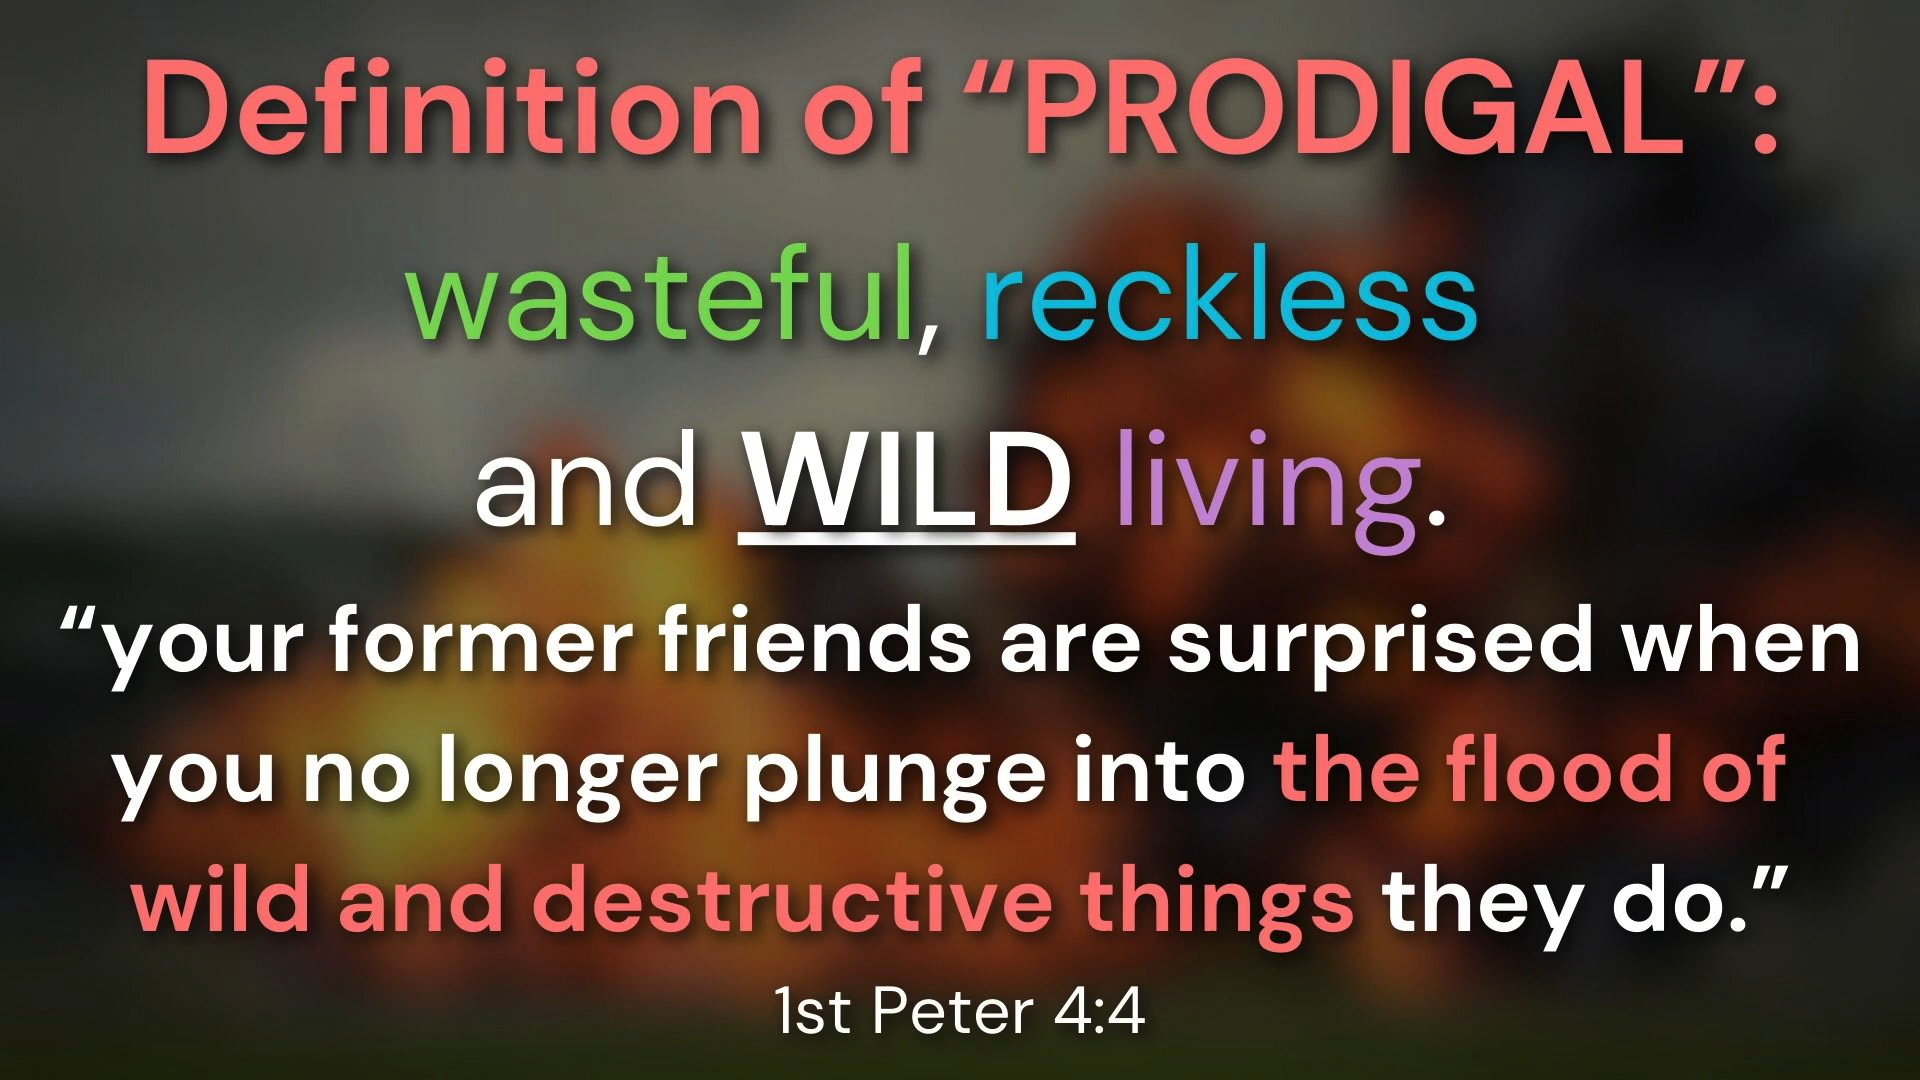 Definition of “PRODIGAL”:
wasteful, reckless
and WILD living.
“your former friends are surprised when
you no longer plunge into the flood of
wild and destructive things they do.”
1st Peter 4:4